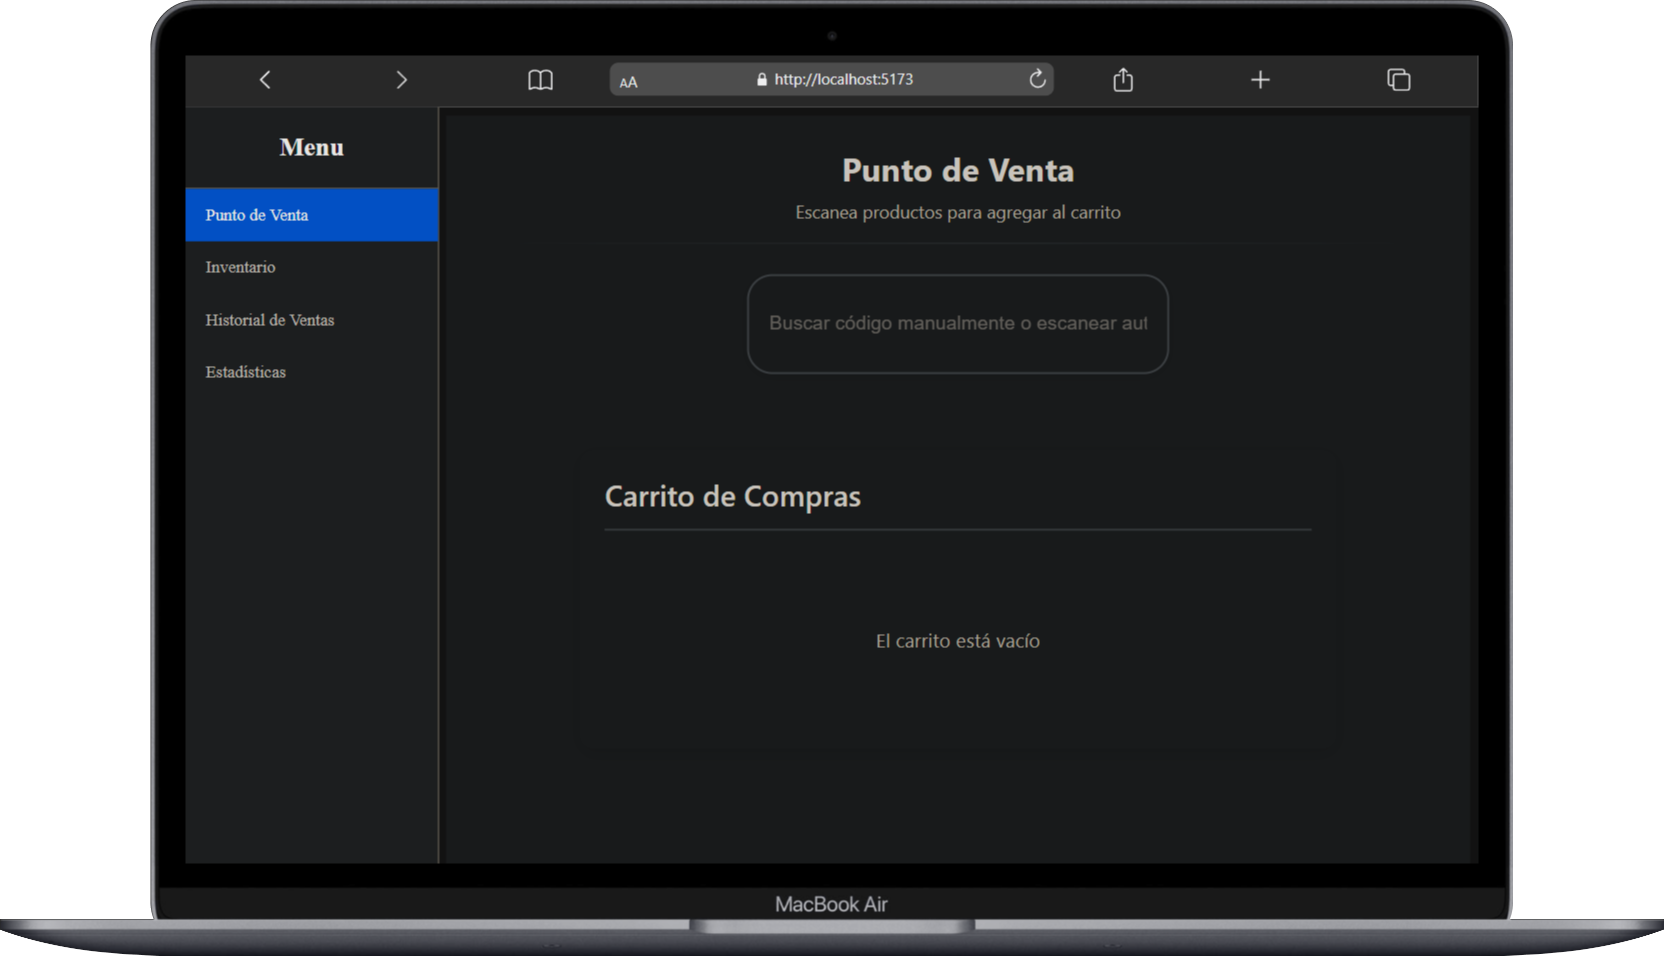 AA
http://localhost:5173
Menu
Punto de Venta
Inventario
Historial de Ventas
Estadísticas
Punto de Venta
Escanea productos para agregar al carrito
Buscar código manualmente o escanear aut
Carrito de Compras
El carrito está vacío
MacBook Air